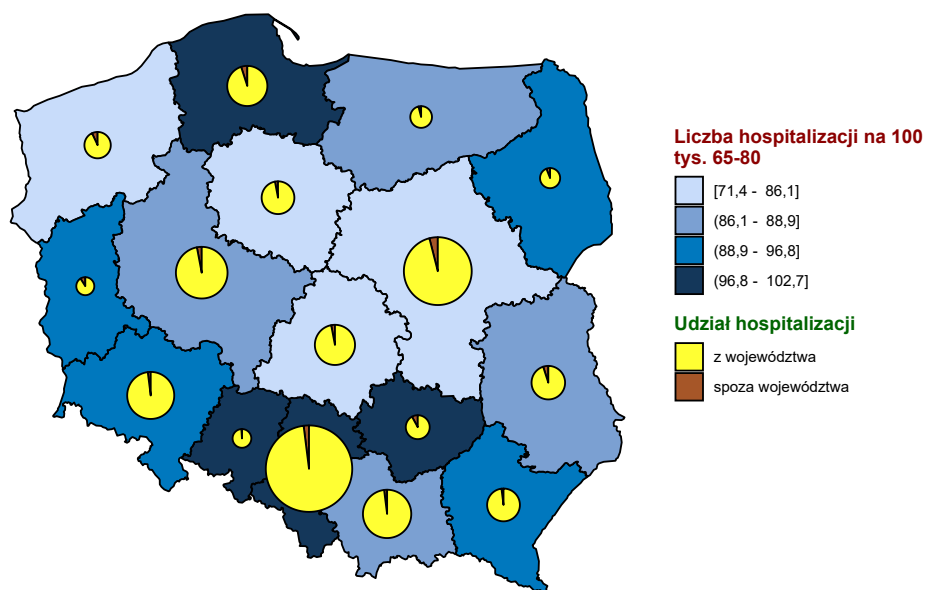 Liczba hospitalizacji na 100
tys. 65-80
[71,4 - 86,1]
(86,1 - 88,9]
(88,9 - 96,8]
(96,8 - 102,7]
Udział hospitalizacji
z województwa
spoza województwa